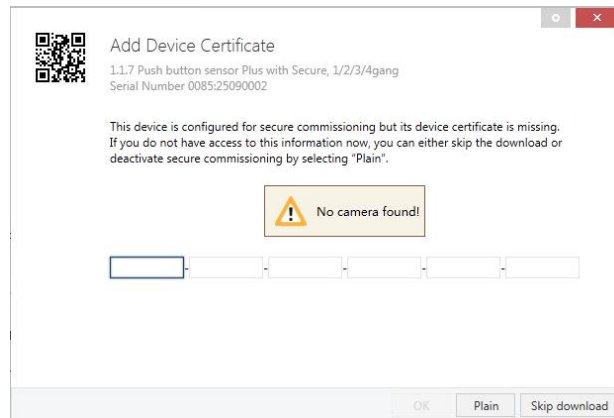 Add Device Certificate
1.1.7 Push button sensor Plus with Secure, 1/2/3/4gang
Serial Number 0085:25090002
This device is configured for secure commissioning but its device certificate is missing.
If you do not have access to this information now, you can either skip the download or
deactivate secure commissioning by selecting "Plain".
No camera found!
- - - - -
OK Plain Skip download